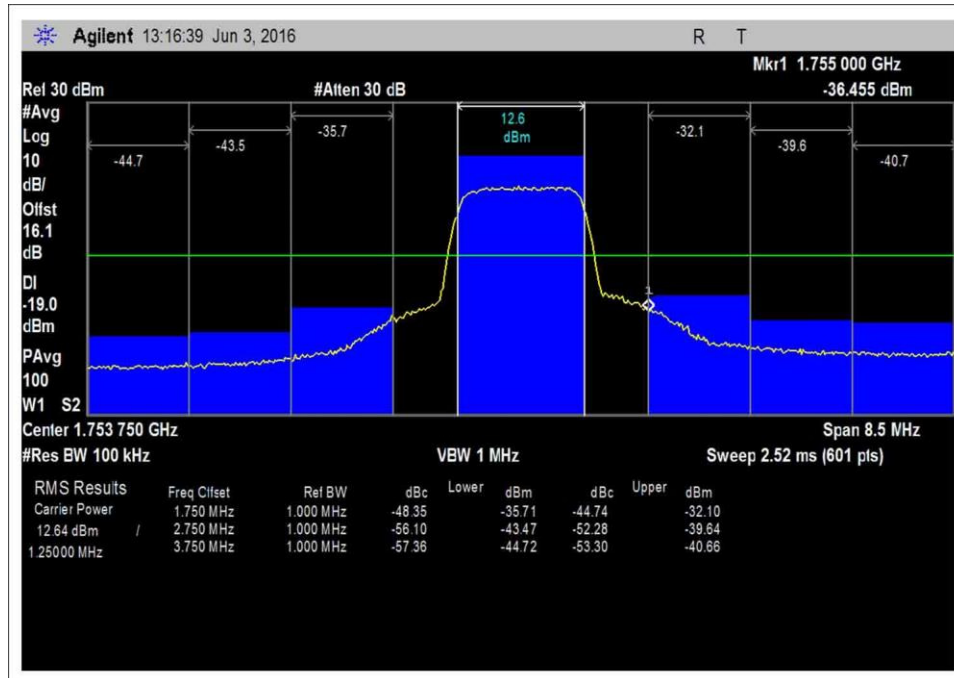 Agilent 13:16:39 Jun 3, 2016 R T
Mkr1 1.755 000 GHz
Ref 30 dBm #Atten 30 dB -36.455 dBm
#Avg
Log
10
dB/
Offst
16.1
dB
DI
-19.0
dBm
PAvg
100
W1 S2
12.6
dBm
-44.7 -43.5 -35.7 -32.1 -39.6 -40.7
1
Center 1.753 750 GHz Span 8.5 MHz
#Res BW 100 kHz VBW 1 MHz Sweep 2.52 ms (601 pts)
RMS Results Freq Offset Ref BW dBc Lower dBm dBc Upper dBm
Carrier Power 1.750 MHz 1.000 MHz -48.35 -35.71 -44.74 -32.10
12.64 dBm / 2.750 MHz 1.000 MHz -56.10 -43.47 -52.28 -39.64
1.25000 MHz 3.750 MHz 1.000 MHz -57.36 -44.72 -53.30 -40.66